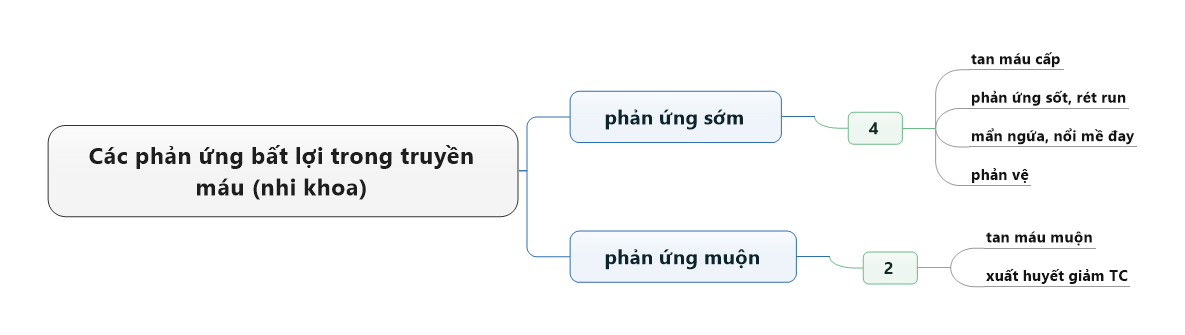 Các phản ứng bất lợi trong truyền
máu (nhi khoa)
phản ứng sớm
4
tan máu cấp
phản ứng sốt, rét run
mẩn ngứa, nổi mề đay
phản vệ
phản ứng muộn
2
tan máu muộn
xuất huyết giảm TC